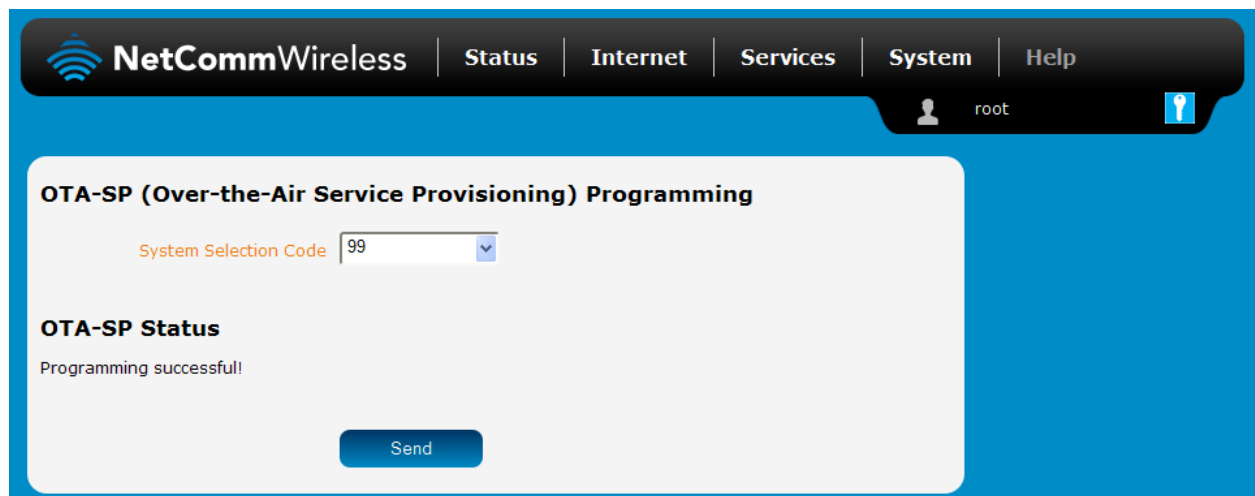 NetCommWireless Status Internet Services System Help
root
OTA-SP (Over-the-Air Service Provisioning) Programming
System Selection Code 99
OTA-SP Status
Programming successful!
Send